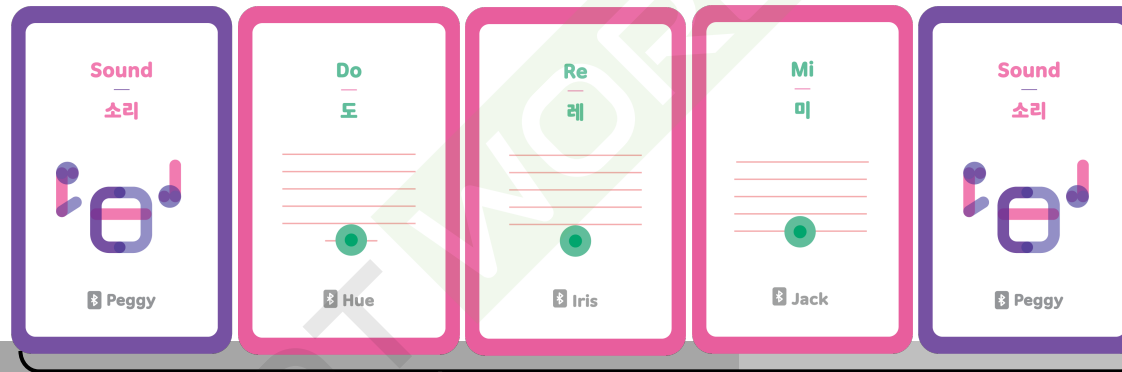 Sound
소리
Peggy
Do
도
Hue
Re
레
Iris
Mi
미
Jack
Sound
소리
Peggy